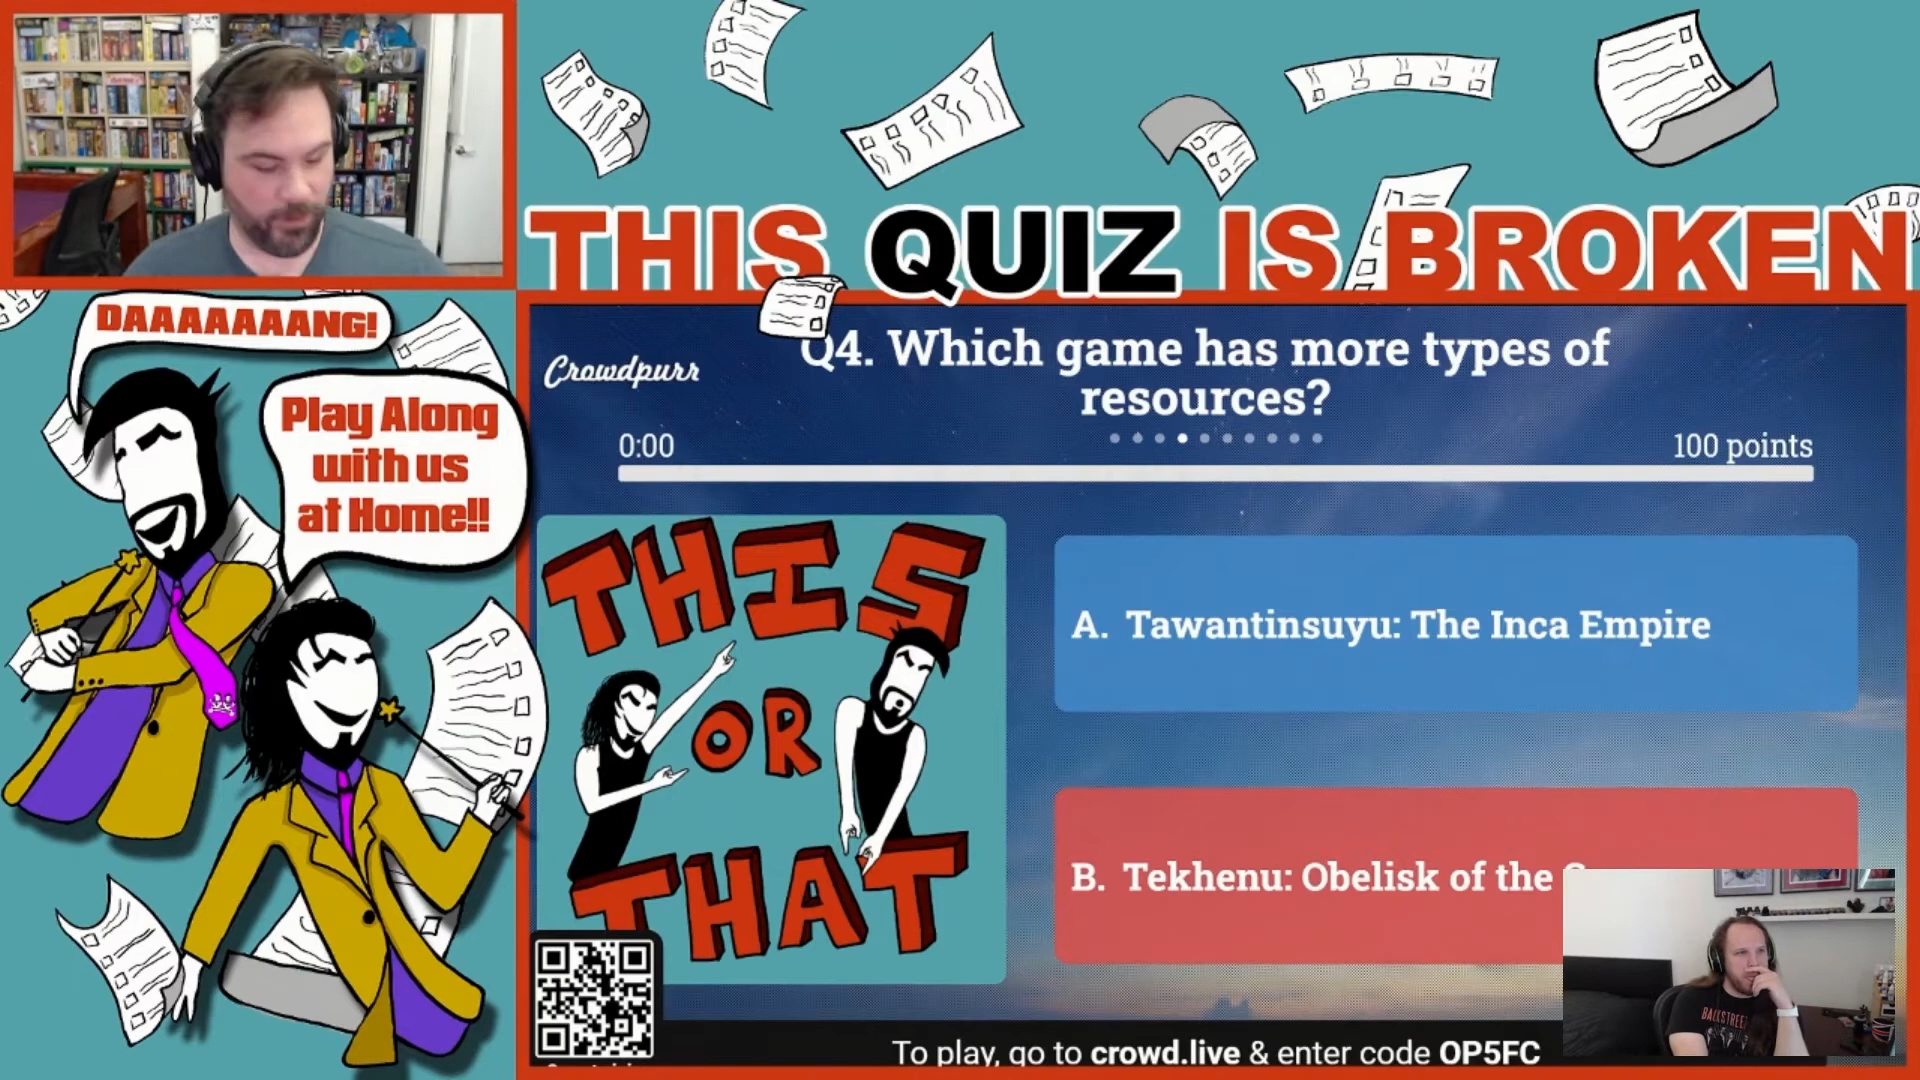 THIS QUIZ IS BROKEN
DAAAAAAAANG!
Play Along
with us
at Home!!
Crowdpurr
Q4. Which game has more types of
resources?
0:00
100 points
THIS
OR
THAT
A. Tawantinsuyu: The Inca Empire
B. Tekhenu: Obelisk of the
To play, go to crowd.live & enter code OP5FC